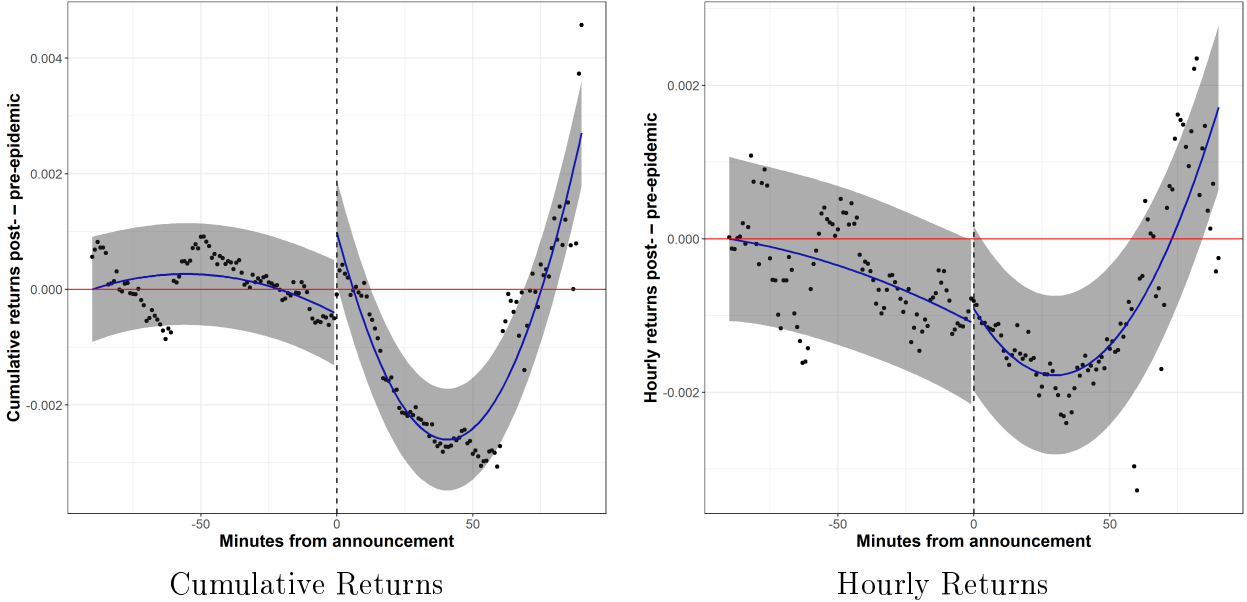 Cumulative returns post- – pre-epidemic
0.004
0.002
0.000
-0.002
-50
0
50
Minutes from announcement
Cumulative Returns
Hourly returns post- – pre-epidemic
0.002
0.000
-0.002
-50
0
50
Minutes from announcement
Hourly Returns